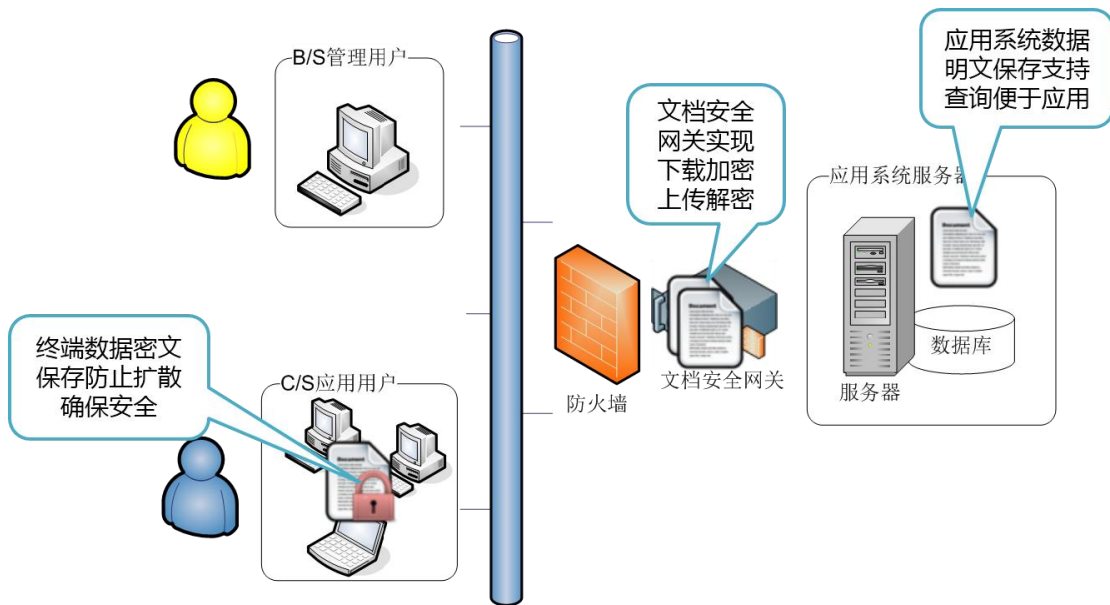 B/S管理用户
文档安全
网关实现
下载加密
上传解密
应用系统数据
明文保存支持
查询便于应用
应用系统服务器
Document
Document
数据库
服务器
文档安全网关
防火墙
终端数据密文
保存防止扩散
确保安全
C/S应用用户
Document